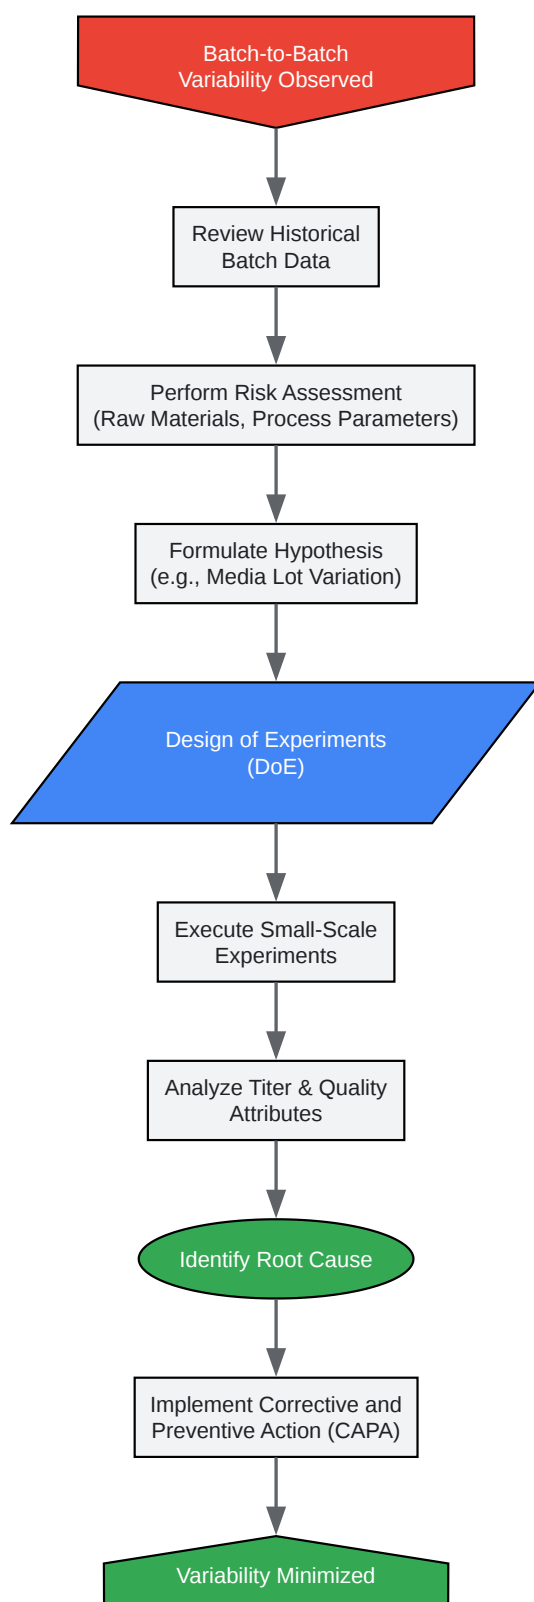 Batch-to-Batch
Variability Observed
Review Historical
Batch Data
Perform Risk Assessment
(Raw Materials, Process Parameters)
Formulate Hypothesis
(e.g., Media Lot Variation)
Design of Experiments
(DoE)
Execute Small-Scale
Experiments
Analyze Titer & Quality
Attributes
Identify Root Cause
Implement Corrective and
Preventive Action (CAPA)
Variability Minimized